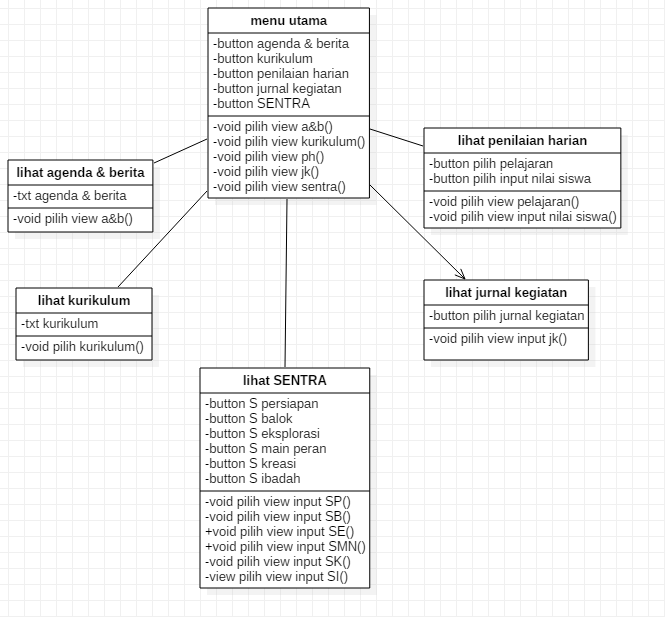 menu utama
-button agenda & berita
-button kurikulum
-button penilaian harian
-button jurnal kegiatan
-button SENTRA
-void pilih view a&b()
-void pilih view kurikulum()
-void pilih view ph()
-void pilih view jk()
-void pilih view sentra()
lihat penilaian harian
-button pilih pelajaran
-button pilih input nilai siswa
-void pilih view pelajaran()
-void pilih view input nilai siswa()
lihat agenda & berita
-txt agenda & berita
-void pilih view a&b()
lihat kurikulum
-txt kurikulum
-void pilih kurikulum()
lihat jurnal kegiatan
-button pilih jurnal kegiatan
-void pilih view input jk()
lihat SENTRA
-button S persiapan
-button S balok
-button S eksplorasi
-button S main peran
-button S kreasi
-button S ibadah
-void pilih view input SP()
-void pilih view input SB()
+void pilih view input SE()
+void pilih view input SMN()
-void pilih view input SK()
-view pilih view input SI()